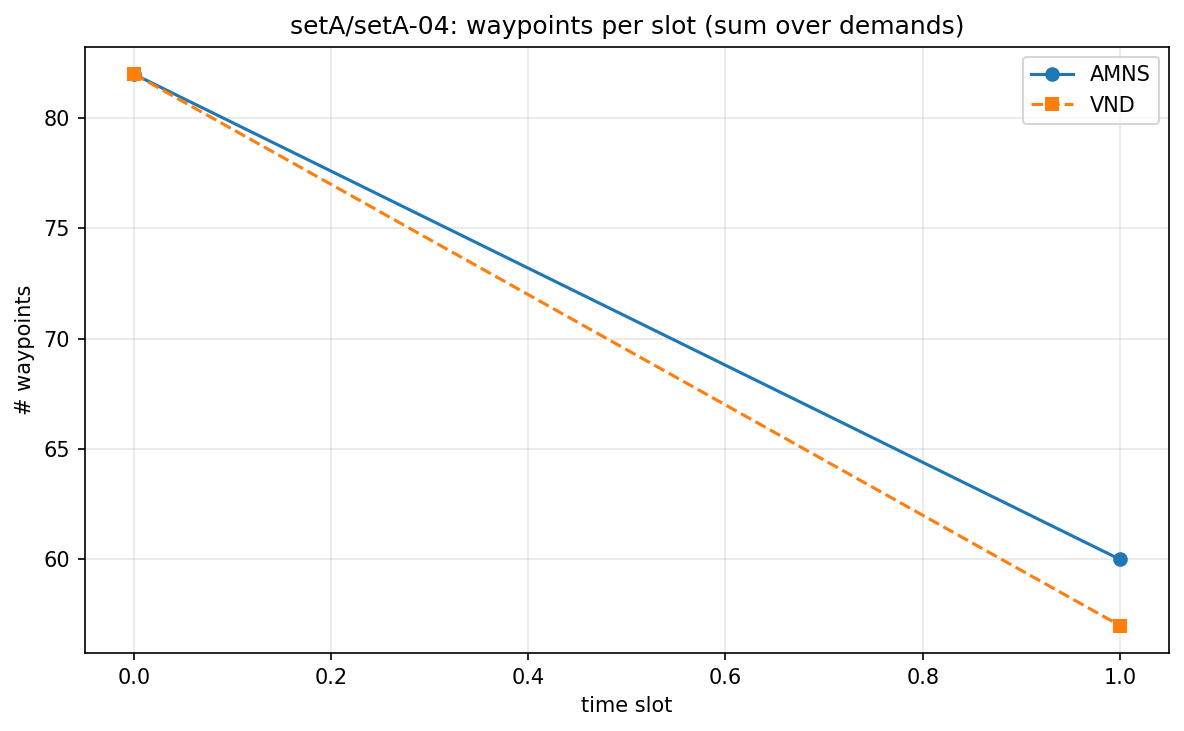 setA/setA-04: waypoints per slot (sum over demands)
AMNS
VND
80
75
70
65
60
# waypoints
0.0 0.2 0.4 0.6 0.8 1.0
time slot